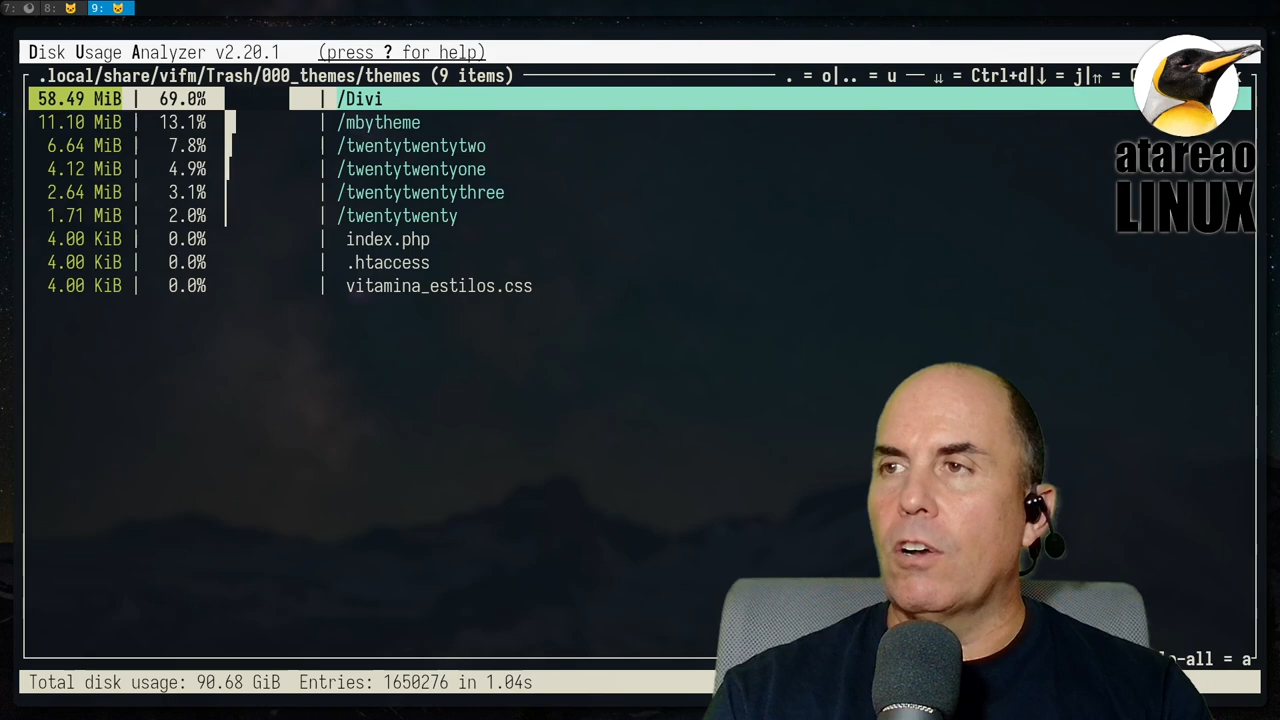 7: 8: 9:
Disk Usage Analyzer v2.20.1 (press ? for help)
.local/share/vifm/Trash/000_themes/themes (9 items) . = o|.. = u ⇊ = Ctrl+d|↓ = j|⇈ =
58.49 MiB | 69.0% | /Divi
11.10 MiB | 13.1% | /mbytheme
6.64 MiB | 7.8% | /twentytwentytwo
4.12 MiB | 4.9% | /twentytwentyone
2.64 MiB | 3.1% | /twentytwentythree
1.71 MiB | 2.0% | /twentytwenty
4.00 KiB | 0.0% | index.php
4.00 KiB | 0.0% | .htaccess
4.00 KiB | 0.0% | vitamina_estilos.css
atareao
LINUX
-all = a
Total disk usage: 90.68 GiB Entries: 1650276 in 1.04s